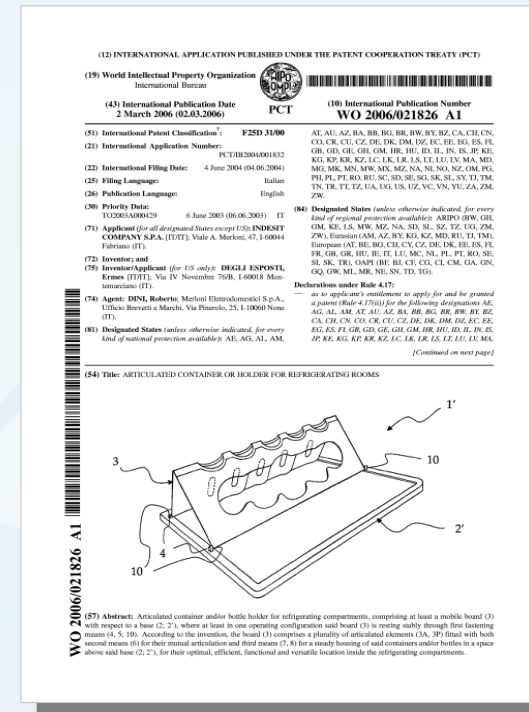 (12) INTERNATIONAL APPLICATION PUBLISHED UNDER THE PATENT COOPERATION TREATY (PCT)
(19) World Intellectual Property Organization
International Bureau
(43) International Publication Date
2 March 2006 (02.03.2006)
PCT
(10) International Publication Number
WO 2006/021826 A1
(51) International Patent Classification: F25D 31/00
(21) International Application Number:
PCT/IB2004/001832
(22) International Filing Date: 4 June 2004 (04.06.2004)
(25) Filing Language: Italian
(26) Publication Language: English
(30) Priority Data:
TO2003A000429 6 June 2003 (06.06.2003) IT
(71) Applicant (for all designated States except US): INDESIT
COMPANY S.P.A. [IT/IT]; Viale A. Merloni, 47, I-60044
Fabriano (IT).
(72) Inventor; and
(75) Inventor/Applicant (for US only): DEGLI ESPOSTI,
Ermes [IT/IT]; Via IV Novembre 76/B, I-60018 Mon-
temarciano (IT).
(74) Agent: DINI, Roberto; Merloni Elettrodomestici S.p.A.,
Ufficio Brevetti e Marchi, Via Pinerolo, 25, I-10060 None
(IT).
(81) Designated States (unless otherwise indicated, for every
kind of national protection available): AE, AG, AL, AM,
AT, AU, AZ, BA, BB, BG, BR, BW, BY, BZ, CA, CH, CN,
CO, CR, CU, CZ, DE, DK, DM, DZ, EC, EE, EG, ES, FI,
GB, GD, GE, GH, GM, HR, HU, ID, IL, IN, IS, JP, KE,
KG, KP, KR, KZ, LC, LK, LR, LS, LT, LU, LV, MA, MD,
MG, MK, MN, MW, MX, MZ, NA, NI, NO, NZ, OM, PG,
PH, PL, PT, RO, RU, SC, SD, SE, SG, SK, SL, SY, TJ, TM,
TN, TR, TT, TZ, UA, UG, US, UZ, VC, VN, YU, ZA, ZM,
ZW.
(84) Designated States (unless otherwise indicated, for every
kind of regional protection available): ARIPO (BW, GH,
GM, KE, LS, MW, MZ, NA, SD, SL, SZ, TZ, UG, ZM,
ZW), Eurasian (AM, AZ, BY, KG, KZ, MD, RU, TJ, TM),
European (AT, BE, BG, CH, CY, CZ, DE, DK, EE, ES, FI,
FR, GB, GR, HU, IE, IT, LU, MC, NL, PL, PT, RO, SE,
SI, SK, TR), OAPI (BF, BJ, CF, CG, CI, CM, GA, GN,
GQ, GW, ML, MR, NE, SN, TD, TG).
Declarations under Rule 4.17:
— as to applicant's entitlement to apply for and be granted
a patent (Rule 4.17(ii)) for the following designations AE,
AG, AL, AM, AT, AU, AZ, BA, BB, BG, BR, BW, BY, BZ,
CA, CH, CN, CO, CR, CU, CZ, DE, DK, DM, DZ, EC, EE,
EG, ES, FI, GB, GD, GE, GH, GM, HR, HU, ID, IL, IN, IS,
JP, KE, KG, KP, KR, KZ, LC, LK, LR, LS, LT, LU, LV, MA,
[Continued on next page]
(54) Title: ARTICULATED CONTAINER OR HOLDER FOR REFRIGERATING ROOMS
1'
3
10
4
10
2'
WO 2006/021826 A1
(57) Abstract: Articulated container and/or bottle holder for refrigerating compartments, comprising at least a mobile board (3)
with respect to a base (2; 2'), where at least in one operating configuration said board (3) is resting stably through first fastening
means (4, 5; 10). According to the invention, the board (3) comprises a plurality of articulated elements (3A, 3P) fitted with both
second means (6) for their mutual articulation and third means (7, 8) for a steady housing of said containers and/or bottles in a space
above said base (2; 2'), for their optimal, efficient, functional and versatile location inside the refrigerating compartments.